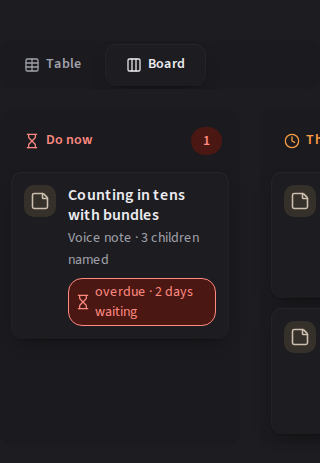 Table
Board
Do now
1
Th
Counting in tens
with bundles
Voice note · 3 children
named
overdue · 2 days
waiting